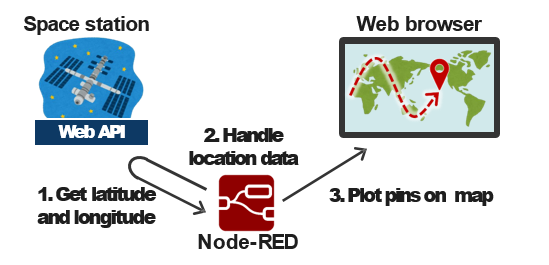 Space station
Web browser
Web API
2. Handle
location data
1. Get latitude
and longitude
3. Plot pins on map
Node-RED